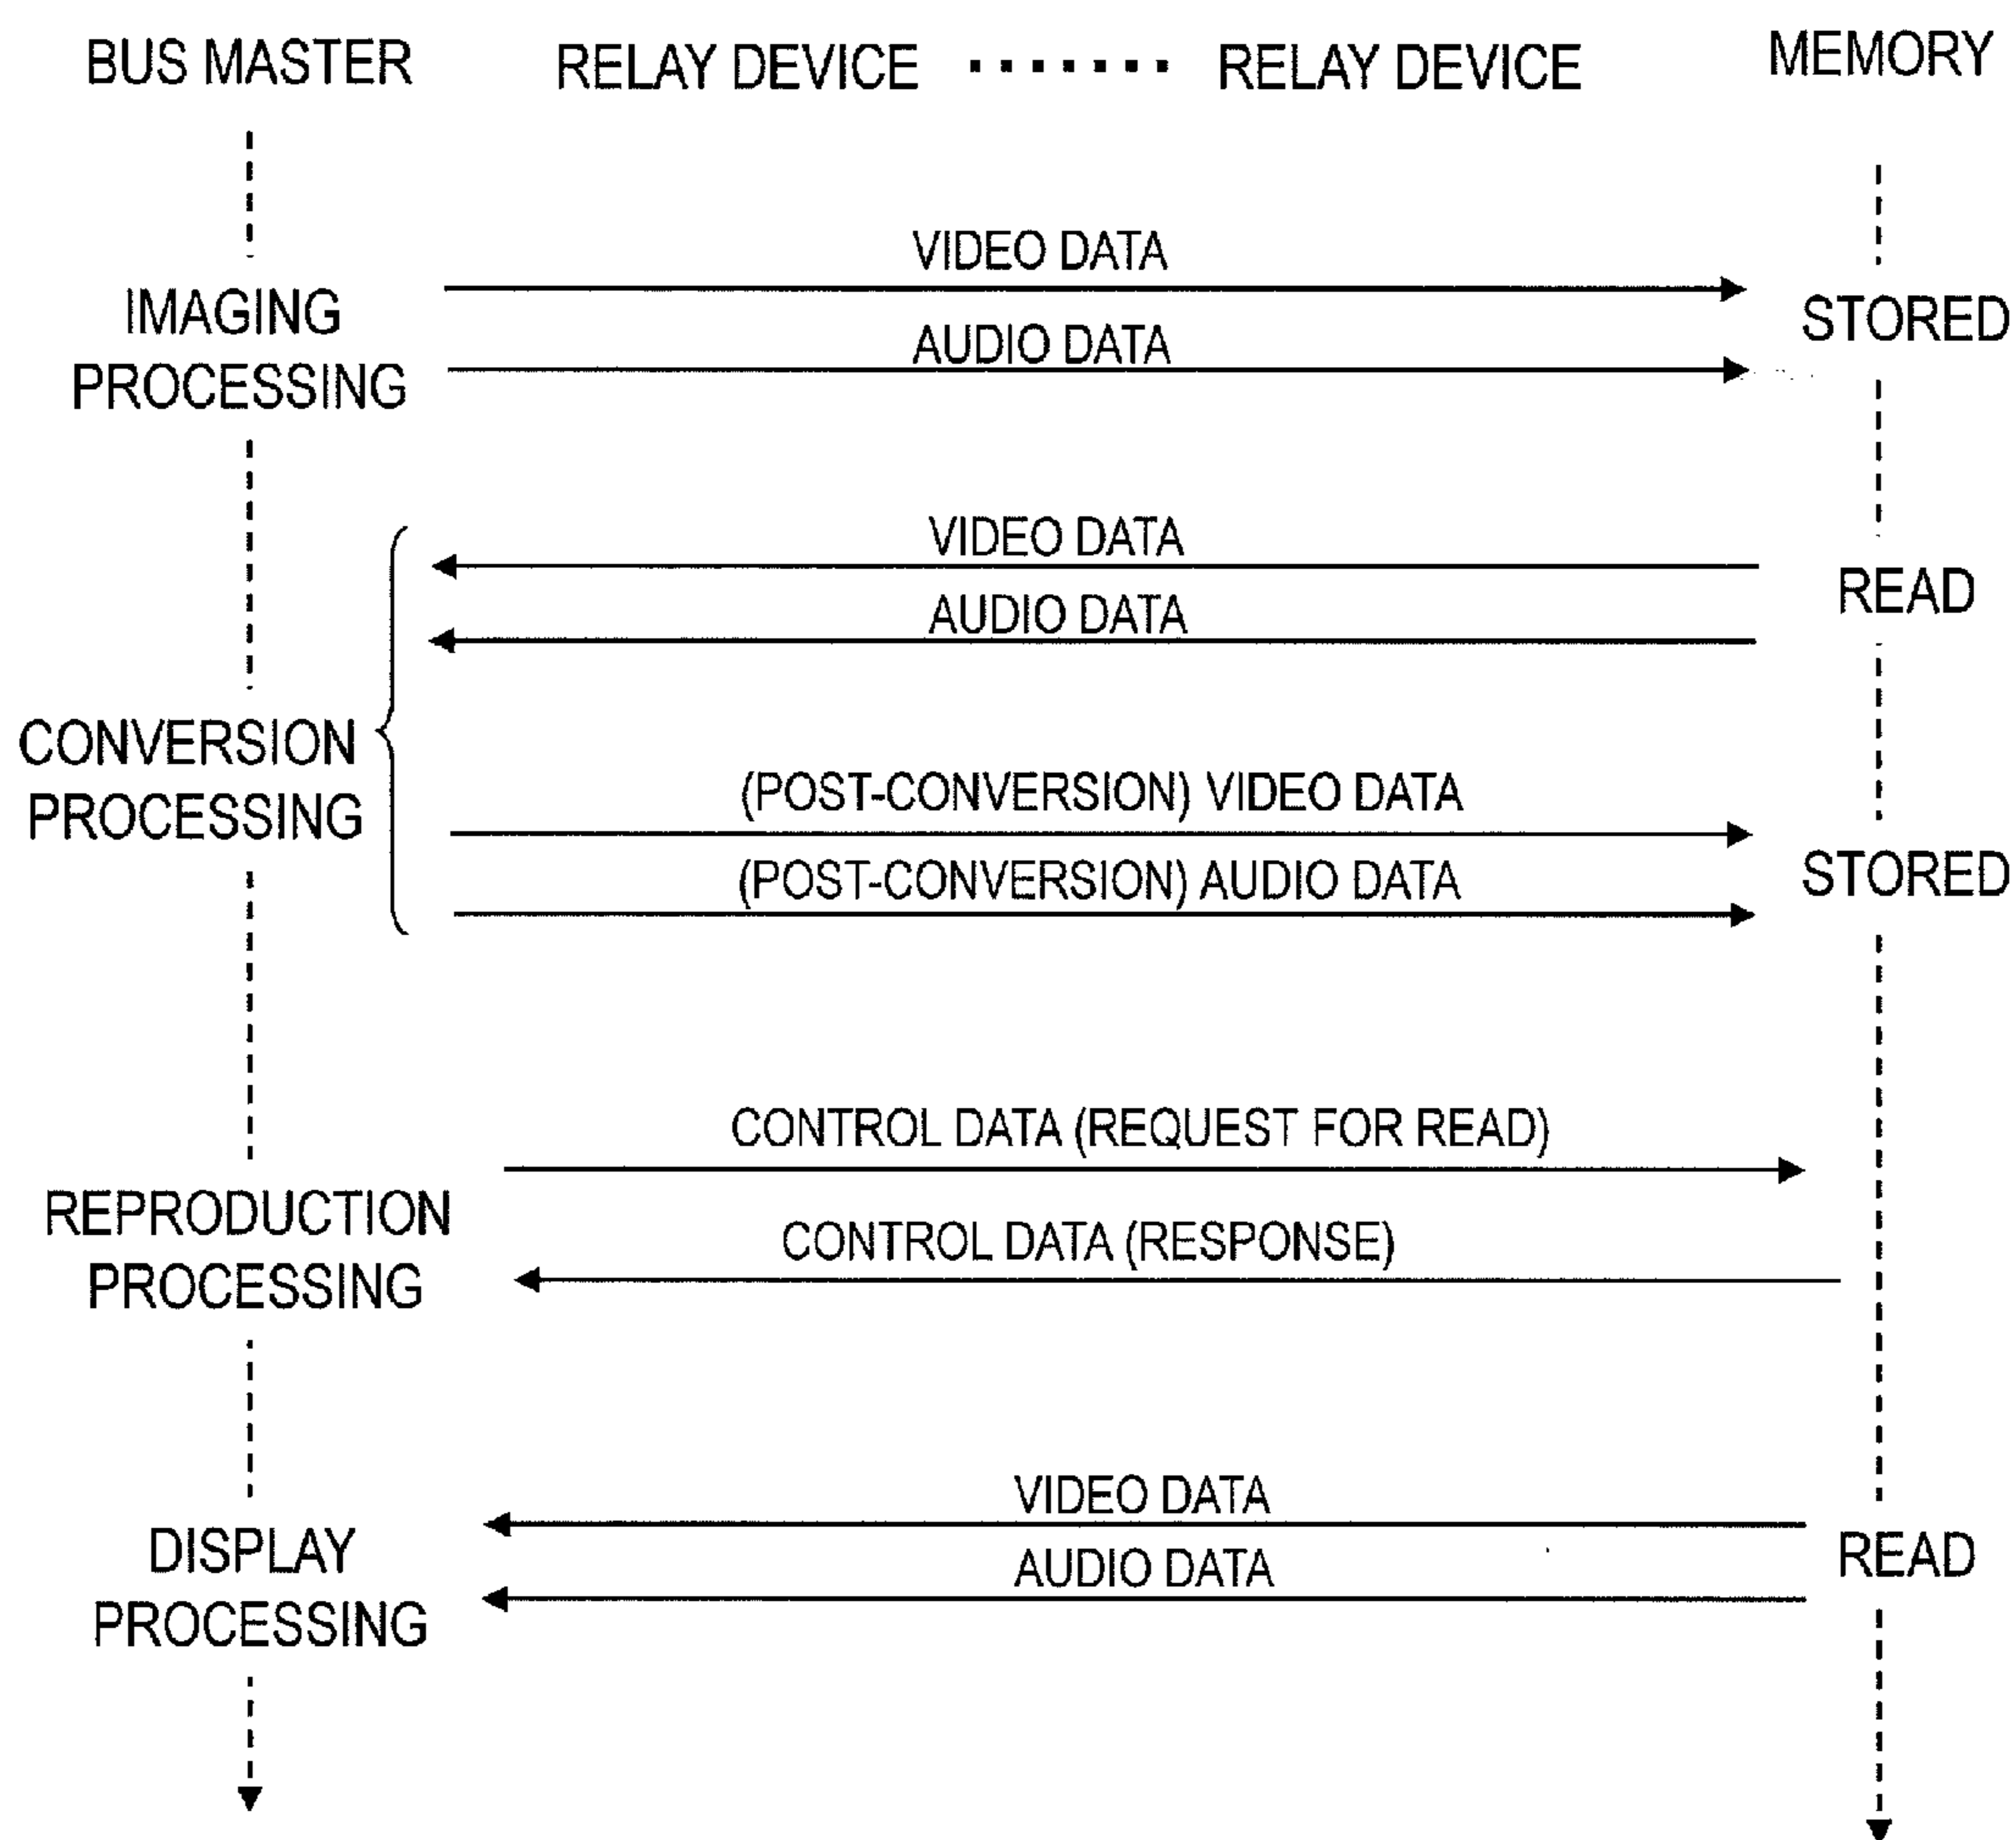 BUS MASTER RELAY DEVICE ....... RELAY DEVICE MEMORY
VIDEO DATA
IMAGING
PROCESSING
AUDIO DATA
STORED
VIDEO DATA
AUDIO DATA
READ
CONVERSION
PROCESSING
(POST-CONVERSION) VIDEO DATA
(POST-CONVERSION) AUDIO DATA
STORED
CONTROL DATA (REQUEST FOR READ)
REPRODUCTION
PROCESSING
CONTROL DATA (RESPONSE)
VIDEO DATA
DISPLAY
PROCESSING
AUDIO DATA
READ